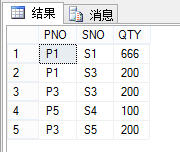 结果 消息
PNO SNO QTY
1 P1 S1 666
2 P1 S3 200
3 P3 S3 200
4 P5 S4 100
5 P3 S5 200